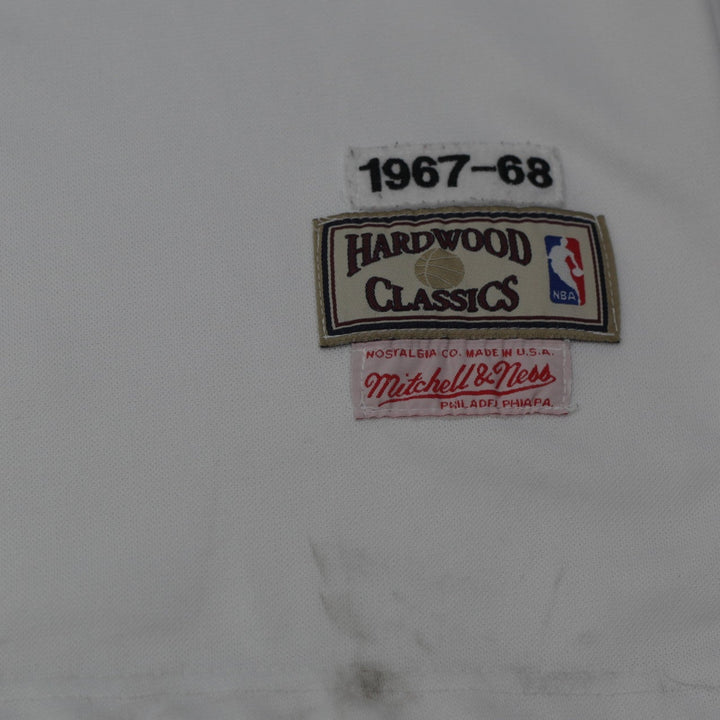 1967-68
HARDWOOD
CLASSICS
NBA
NOSTALGIA CO. MADE IN U.S.A.
Mitchell & Ness
PHILADELPHIA PA.